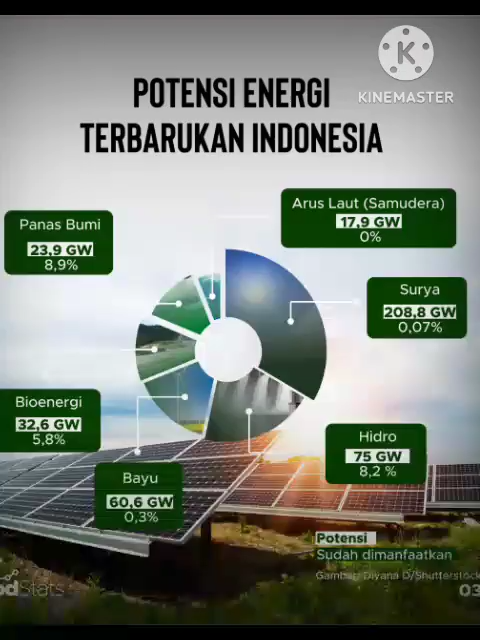 KINEMASTER
POTENSI ENERGI
TERBARUKAN INDONESIA
Arus Laut (Samudera)
17,9 GW
0%
Panas Bumi
23,9 GW
8,9%
Surya
208,8 GW
0,07%
Bioenergi
32,6 GW
5,8%
Hidro
75 GW
8,2 %
Bayu
60,6 GW
0,3%
Potensi
Sudah dimanfaatkan
Gambar: Diyana D/Shutterstock
Stats
03